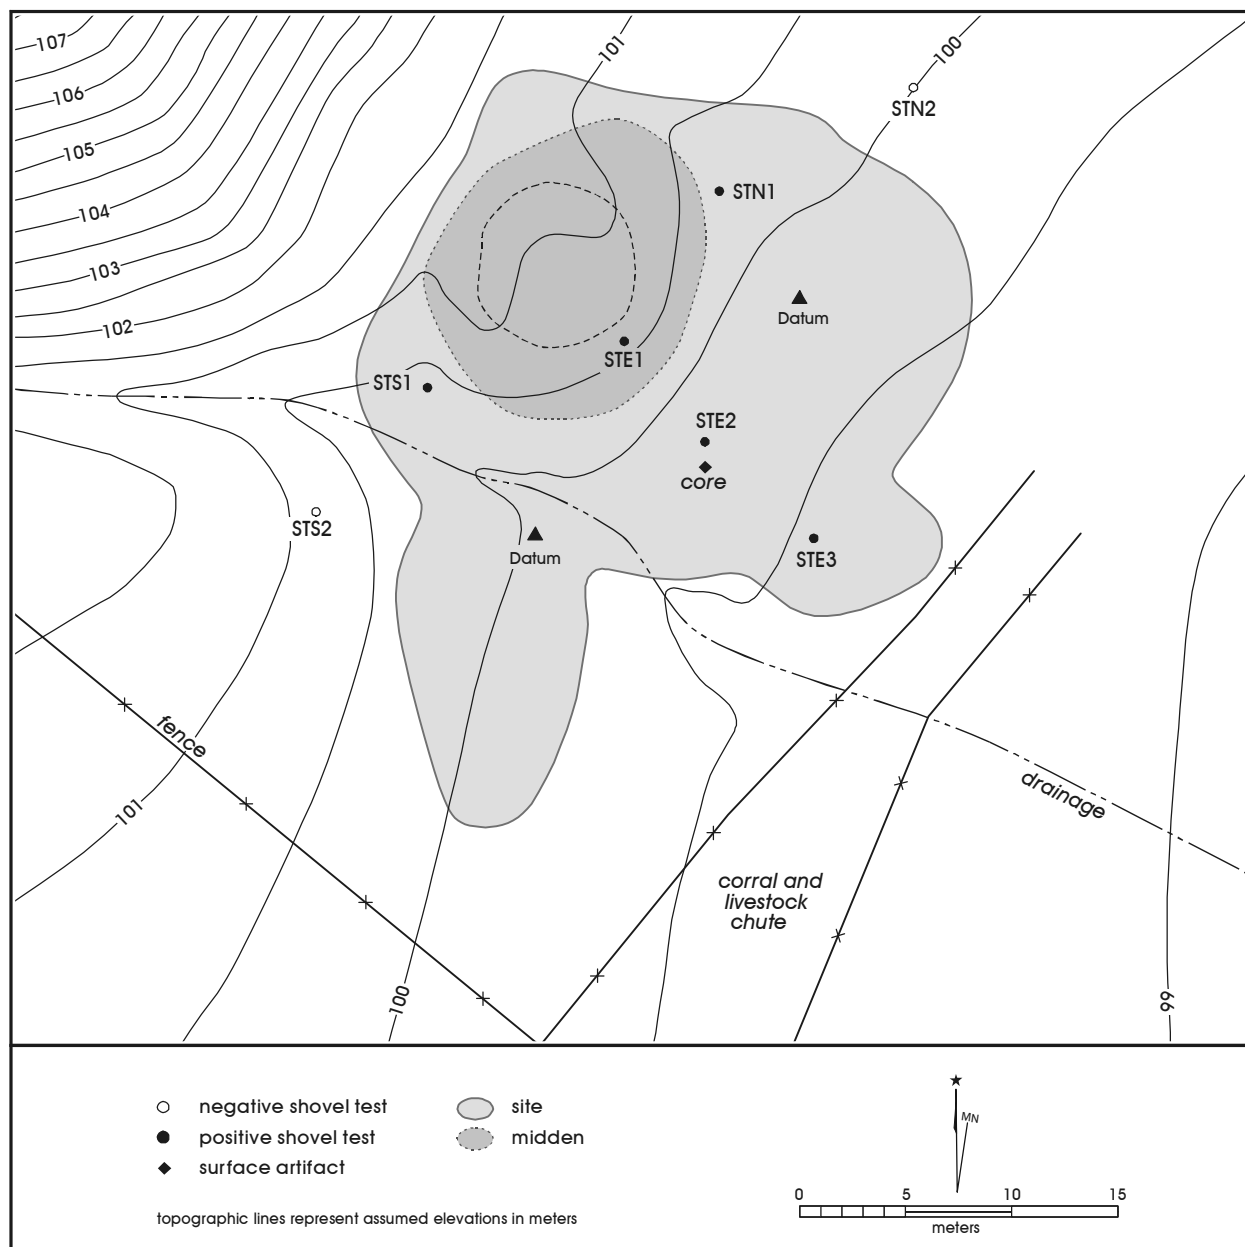 107
106
105
104
103
102
101
100
STN2
STN1
Datum
STE1
STS1
STE2
core
STS2
Datum
STE3
fence
101
drainage
corral and
livestock
chute
100
99
negative shovel test
positive shovel test
surface artifact
site
midden
MN
topographic lines represent assumed elevations in meters
0 5 10 15
meters